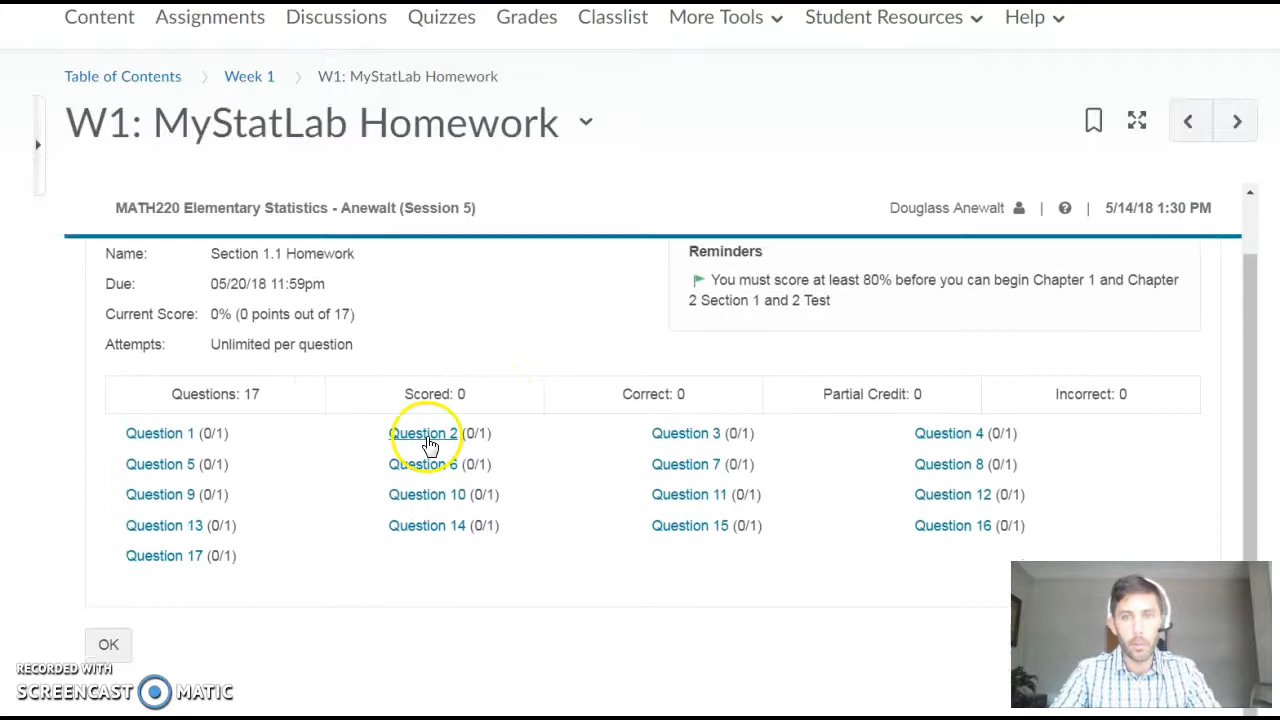 Content Assignments Discussions Quizzes Grades Classlist More Tools Student Resources Help
Table of Contents Week 1 W1: MyStatLab Homework
W1: MyStatLab Homework
MATH220 Elementary Statistics - Anewalt (Session 5) Douglass Anewalt | | 5/14/18 1:30 PM
Name: Section 1.1 Homework
Due: 05/20/18 11:59pm
Current Score: 0% (0 points out of 17)
Attempts: Unlimited per question
Reminders
You must score at least 80% before you can begin Chapter 1 and Chapter
2 Section 1 and 2 Test
Questions: 17 Scored: 0 Correct: 0 Partial Credit: 0 Incorrect: 0
Question 1 (0/1) Question 2 (0/1) Question 3 (0/1) Question 4 (0/1)
Question 5 (0/1) Question 6 (0/1) Question 7 (0/1) Question 8 (0/1)
Question 9 (0/1) Question 10 (0/1) Question 11 (0/1) Question 12 (0/1)
Question 13 (0/1) Question 14 (0/1) Question 15 (0/1) Question 16 (0/1)
Question 17 (0/1)
OK
RECORDED WITH
SCREENCAST MATIC